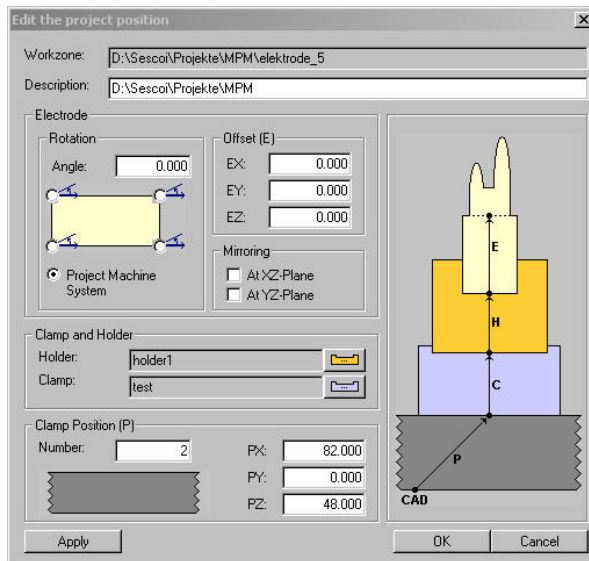 Edit the project position
Workzone: D:\Sescoi\Projekte\MPM\elektrode_5
Description: D:\Sescoi\Projekte\MPM
Electrode
Rotation
Angle: 0.000
Project Machine
System
Offset (E)
EX: 0.000
EY: 0.000
EZ: 0.000
Mirroring
At XZ-Plane
At YZ-Plane
Clamp and Holder
Holder: holder1
Clamp: test
Clamp Position (P)
Number: 2
PX: 82.000
PY: 0.000
PZ: 48.000
E
H
C
P
CAD
Apply
OK
Cancel